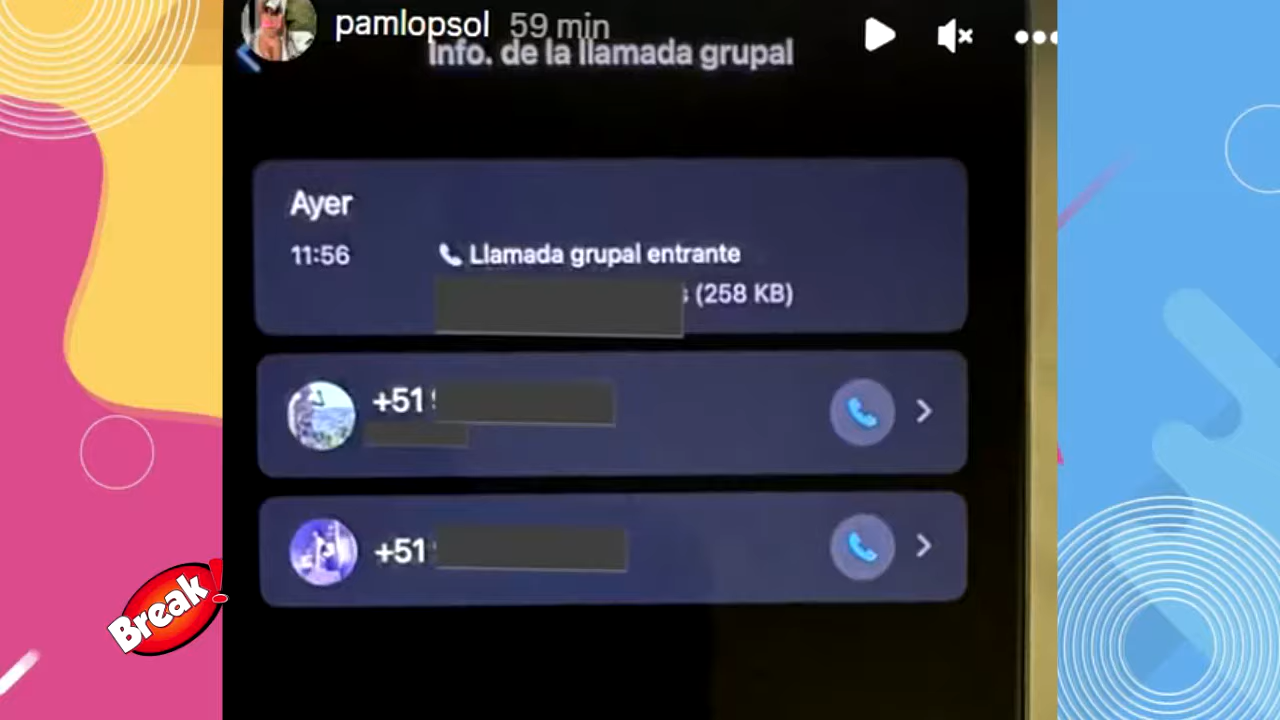 pamlopsol 59 min
Info. de la llamada grupal
Ayer
11:56 Llamada grupal entrante
(258 KB)
+51
+51
Break!